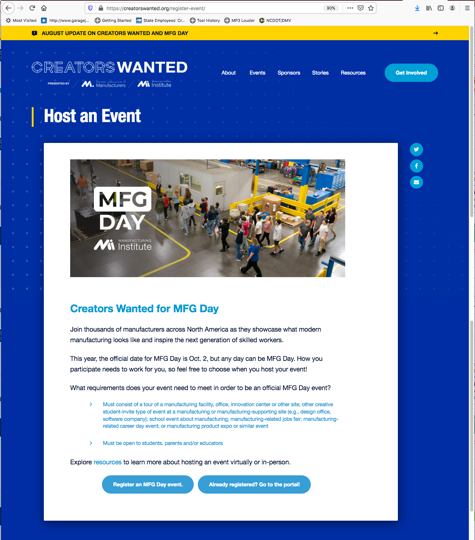 https://creatorswanted.org/register-event/
90%
Most Visited
Getting Started
State Employees' Cr...
Tool History
MP3 Louder
NCDOT/DMV
AUGUST UPDATE ON CREATORS WANTED AND MFG DAY
CREATORS WANTED
PRESENTED BY
Manufacturers
Institute
About
Events
Sponsors
Stories
Resources
Get Involved
Host an Event
MFG
DAY
MANUFACTURING
Institute
Creators Wanted for MFG Day
Join thousands of manufacturers across North America as they showcase what modern
manufacturing looks like and inspire the next generation of skilled workers.
This year, the official date for MFG Day is Oct. 2, but any day can be MFG Day. How you
participate needs to work for you, so feel free to choose when you host your event!
What requirements does your event need to meet in order to be an official MFG Day event?
Must consist of a tour of a manufacturing facility, office, innovation center or other site; other creative
student-invite type of event at a manufacturing or manufacturing-supporting site (e.g., design office,
software company); school event about manufacturing, manufacturing-related jobs fair; manufacturing-
related career day event; or manufacturing product expo or similar event
Must be open to students, parents and/or educators
Explore resources to learn more about hosting an event virtually or in-person.
Register an MFG Day event.
Already registered? Go to the portal!